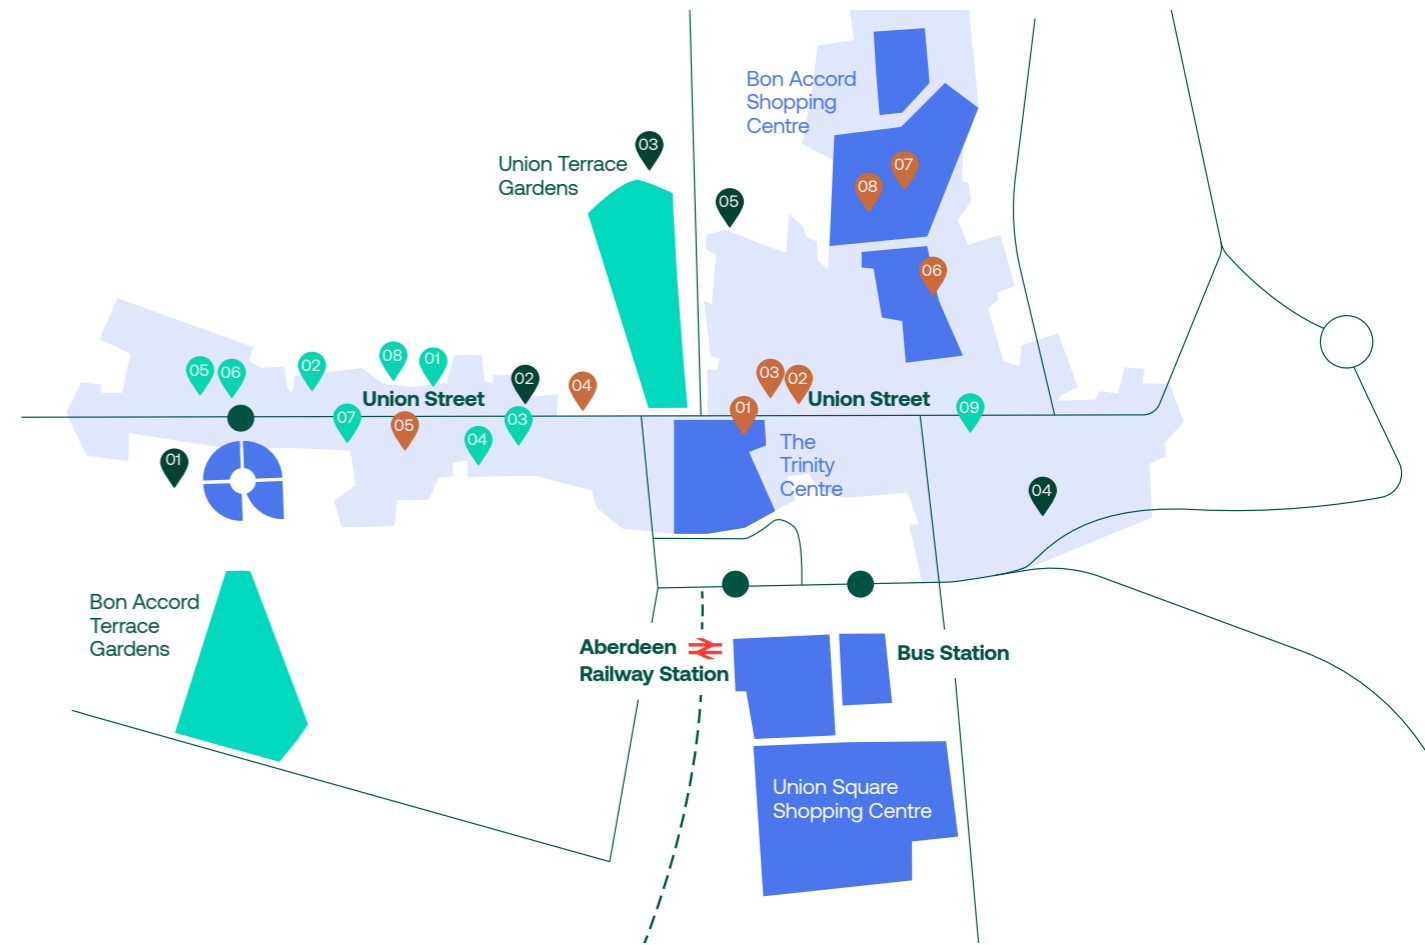 Bon Accord
Shopping
Centre
03
Union Terrace
Gardens
07
08
05
06
05
06
02
08
01
02
04
03
02
Union Street
Union Street
07
05
03
04
01
09
01
The
Trinity
Centre
04
Bon Accord
Terrace
Gardens
Aberdeen
Railway Station
Bus Station
Union Square
Shopping Centre